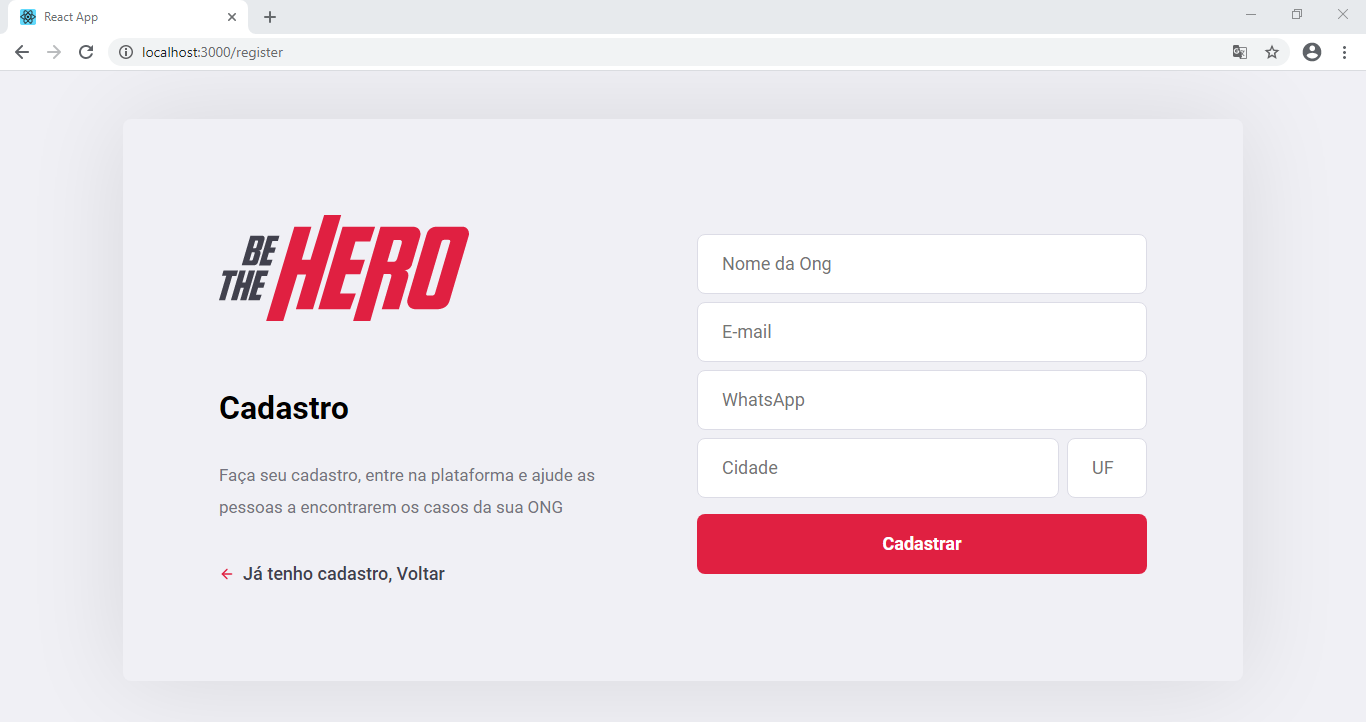 React App
localhost:3000/register
BE
THE
HERO
Cadastro
Faça seu cadastro, entre na plataforma e ajude as
pessoas a encontrarem os casos da sua ONG
Já tenho cadastro, Voltar
Nome da Ong
E-mail
WhatsApp
Cidade
UF
Cadastrar